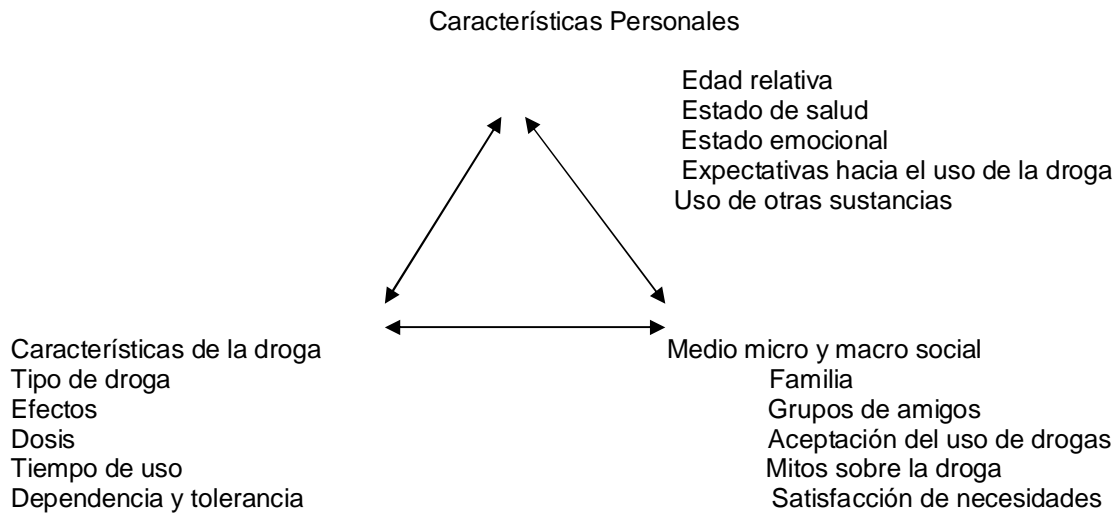 Características Personales
Edad relativa
Estado de salud
Estado emocional
Expectativas hacia el uso de la droga
Uso de otras sustancias
Características de la droga
Tipo de droga
Efectos
Dosis
Tiempo de uso
Dependencia y tolerancia
Medio micro y macro social
Familia
Grupos de amigos
Aceptación del uso de drogas
Mitos sobre la droga
Satisfacción de necesidades